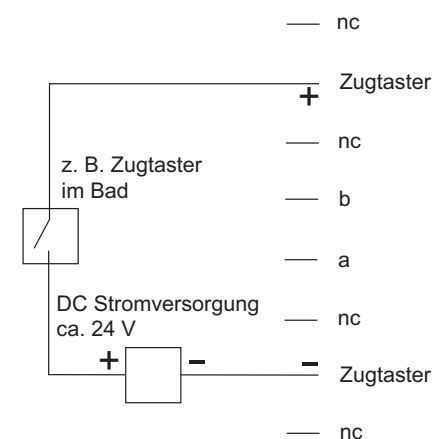 nc
Zugtaster
+
nc
z. B. Zugtaster
im Bad
b
a
DC Stromversorgung
ca. 24 V
nc
+ – –
Zugtaster
nc